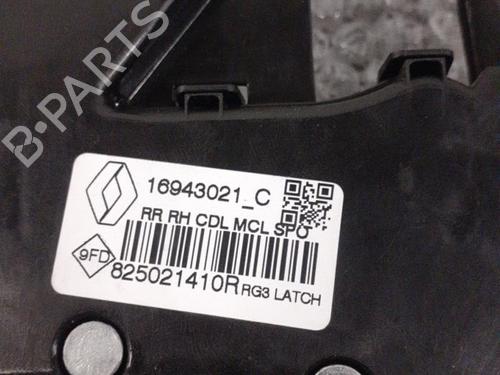 B-PARTS
16943021_C
RR RH CDL MCL SPO
9FD
825021410R RG3 LATCH